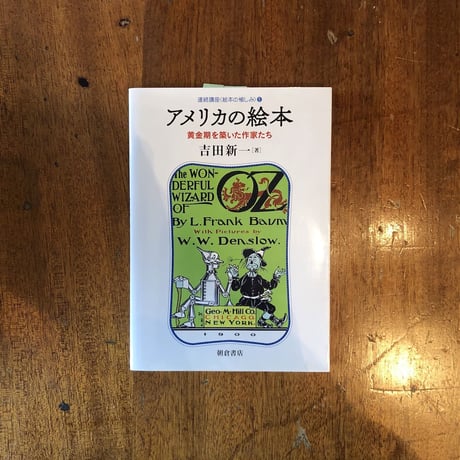 連続講座〈絵本の愉しみ〉1
アメリカの絵本
黄金期を築いた作家たち
吉田新一[著]
The WON-
DERFUL
WIZARD
OF
OZ
By L. Frank Baum
With Pictures by
W. W. Denslow.
Geo. M. Hill Co.
CHICAGO
NEW YORK
1900
朝倉書店